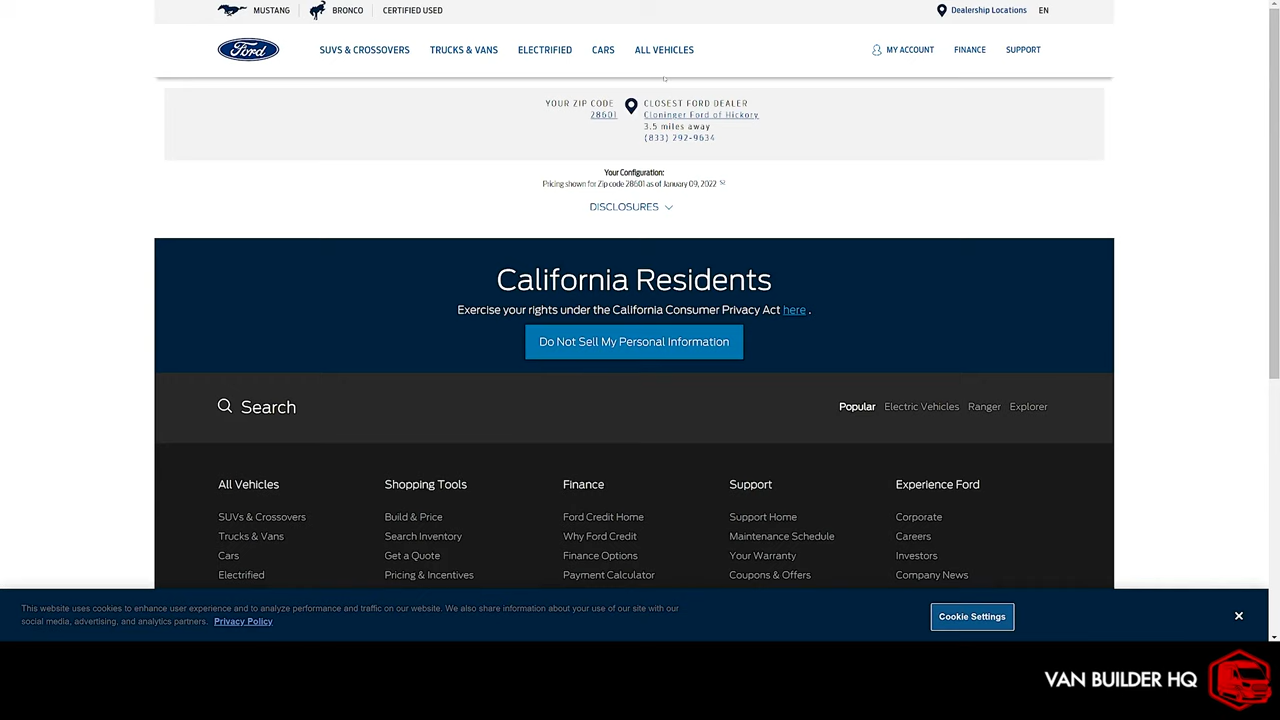 MUSTANG
BRONCO
CERTIFIED USED
Dealership Locations
EN
Ford
SUVS & CROSSOVERS
TRUCKS & VANS
ELECTRIFIED
CARS
ALL VEHICLES
MY ACCOUNT
FINANCE
SUPPORT
YOUR ZIP CODE
28601
CLOSEST FORD DEALER
Cloninger Ford of Hickory
3.5 miles away
(833) 292-9634
Your Configuration:
Pricing shown for Zip code 28601 as of January 09, 2022 52
DISCLOSURES
California Residents
Exercise your rights under the California Consumer Privacy Act here .
Do Not Sell My Personal Information
Search
Popular
Electric Vehicles
Ranger
Explorer
All Vehicles
SUVs & Crossovers
Trucks & Vans
Cars
Electrified
Shopping Tools
Build & Price
Search Inventory
Get a Quote
Pricing & Incentives
Finance
Ford Credit Home
Why Ford Credit
Finance Options
Payment Calculator
Support
Support Home
Maintenance Schedule
Your Warranty
Coupons & Offers
Experience Ford
Corporate
Careers
Investors
Company News
This website uses cookies to enhance user experience and to analyze performance and traffic on our website. We also share information about your use of our site with our
social media, advertising, and analytics partners. Privacy Policy
Cookie Settings
VAN BUILDER HQ